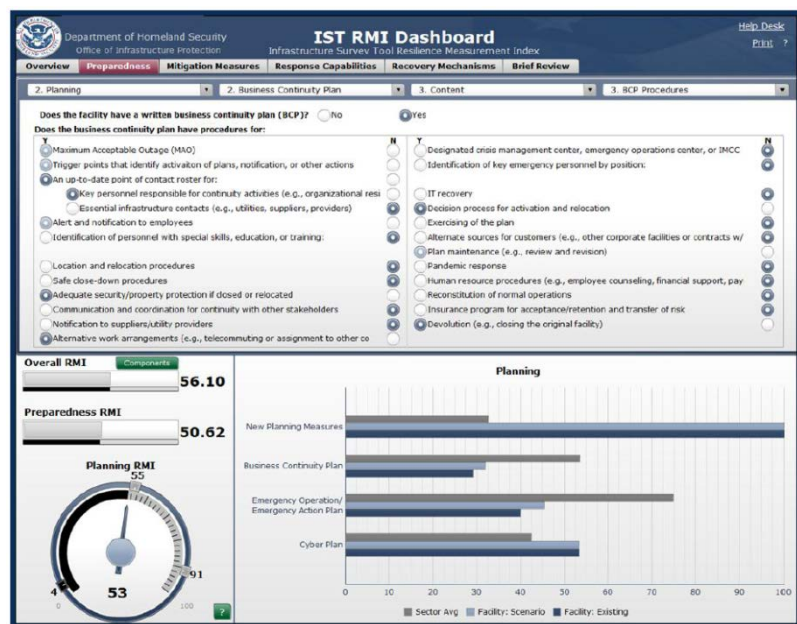 Department of Homeland Security
Office of Infrastructure Protection
IST RMI Dashboard
Infrastructure Survey Tool Resilience Measurement Index
Help Desk
Print ?
Overview Preparedness Mitigation Measures Response Capabilities Recovery Mechanisms Brief Review
2. Planning 2. Business Continuity Plan 3. Content 3. BCP Procedures
Does the facility have a written business continuity plan (BCP)? No Yes
Does the business continuity plan have procedures for:
Y N Y N
Maximum Acceptable Outage (MAO)
Trigger points that identify activaiton of plans, notification, or other actions
An up-to-date point of contact roster for:
Key personnel responsible for continuity activities (e.g., organizational resi
Essential infrastructure contacts (e.g., utilities, suppliers, providers)
Alert and notification to employees
Identification of personnel with special skills, education, or training:
Location and relocation procedures
Safe close-down procedures
Adequate security/property protection if closed or relocated
Communication and coordination for continuity with other stakeholders
Notification to suppliers/utility providers
Alternative work arrangements (e.g., telecommuting or assignment to other co
Designated crisis management center, emergency operations center, or IMCC
Identification of key emergency personnel by position:
IT recovery
Decision process for activation and relocation
Exercising of the plan
Alternate sources for customers (e.g., other corporate facilities or contracts w/
Plan maintenance (e.g., review and revision)
Pandemic response
Human resource procedures (e.g., employee counseling, financial support, pay
Reconstitution of normal operations
Insurance program for acceptance/retention and transfer of risk
Devolution (e.g., closing the original facility)
Overall RMI Components
56.10
Preparedness RMI
50.62
Planning RMI
55
91
4
53
0 100
?
Planning
New Planning Measures
Business Continuity Plan
Emergency Operation/
Emergency Action Plan
Cyber Plan
0 10 20 30 40 50 60 70 80 90 100
Sector Avg Facility: Scenario Facility: Existing